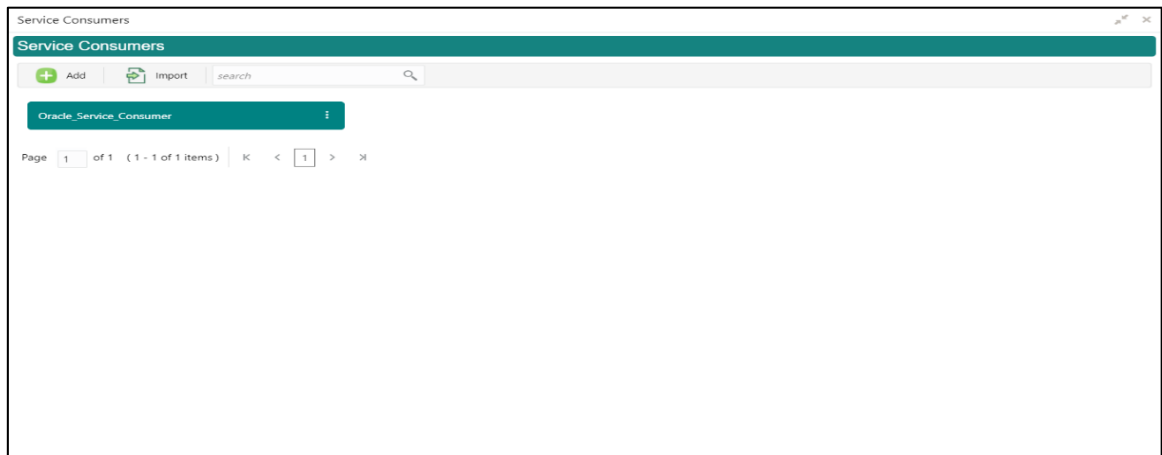 Service Consumers
Service Consumers
Add Import search
Oracle_Service_Consumer
Page 1 of 1 ( 1 - 1 of 1 items ) K < 1 > >|